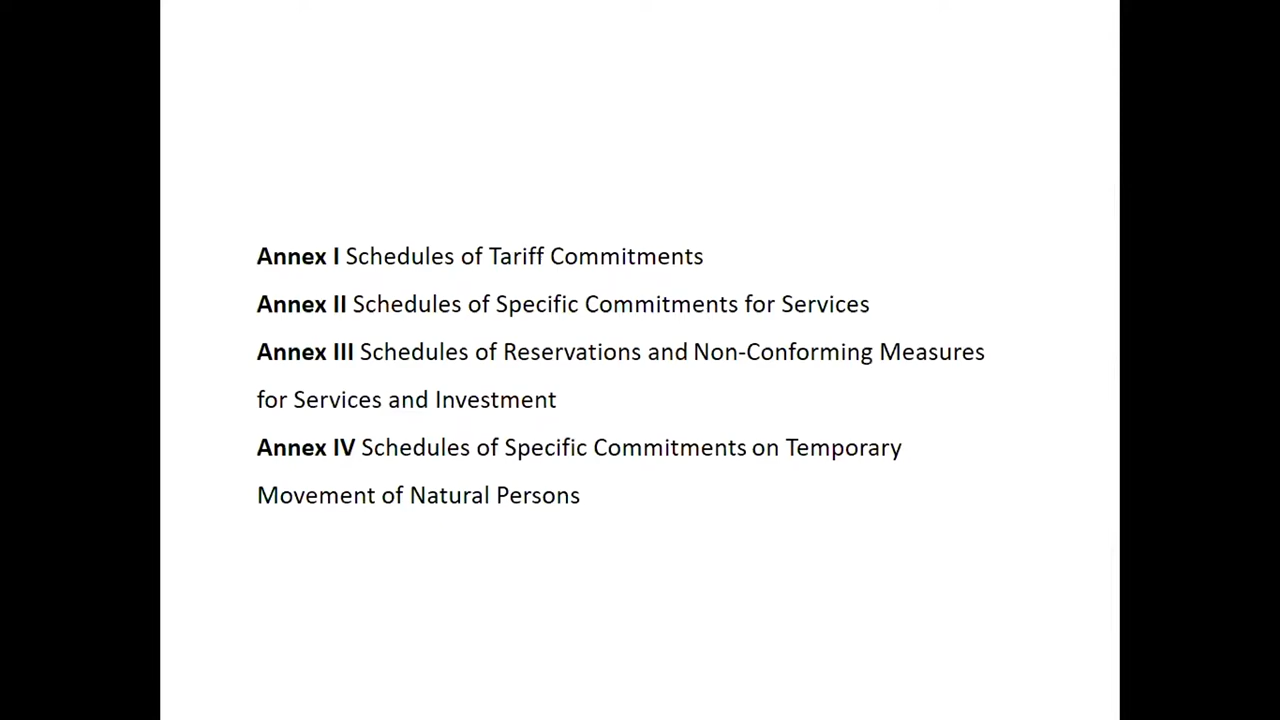 Annex I Schedules of Tariff Commitments
Annex II Schedules of Specific Commitments for Services
Annex III Schedules of Reservations and Non-Conforming Measures
for Services and Investment
Annex IV Schedules of Specific Commitments on Temporary
Movement of Natural Persons